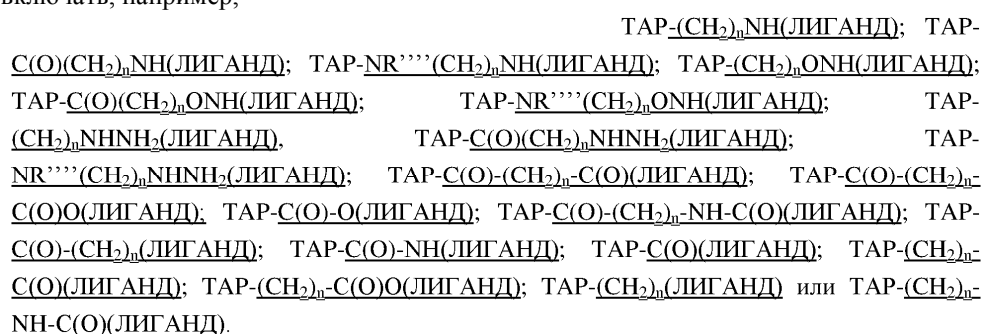 включать, например,
ТАР-(CH₂)ₙNH(ЛИГАНД); ТАР-
C(O)(CH₂)ₙNH(ЛИГАНД); ТАР-NR''''(CH₂)ₙNH(ЛИГАНД); ТАР-(CH₂)ₙONH(ЛИГАНД);
ТАР-C(O)(CH₂)ₙONH(ЛИГАНД); ТАР-NR''''(CH₂)ₙONH(ЛИГАНД); ТАР-
(CH₂)ₙNHNH₂(ЛИГАНД), ТАР-C(O)(CH₂)ₙNHNH₂(ЛИГАНД); ТАР-
NR''''(CH₂)ₙNHNH₂(ЛИГАНД); ТАР-C(O)-(CH₂)ₙ-C(O)(ЛИГАНД); ТАР-C(O)-(CH₂)ₙ-
C(O)O(ЛИГАНД); ТАР-C(O)-O(ЛИГАНД); ТАР-C(O)-(CH₂)ₙ-NH-C(O)(ЛИГАНД); ТАР-
C(O)-(CH₂)ₙ(ЛИГАНД); ТАР-C(O)-NH(ЛИГАНД); ТАР-C(O)(ЛИГАНД); ТАР-(CH₂)ₙ-
C(O)(ЛИГАНД); ТАР-(CH₂)ₙ-C(O)O(ЛИГАНД); ТАР-(CH₂)ₙ(ЛИГАНД) или ТАР-(CH₂)ₙ-
NH-C(O)(ЛИГАНД).